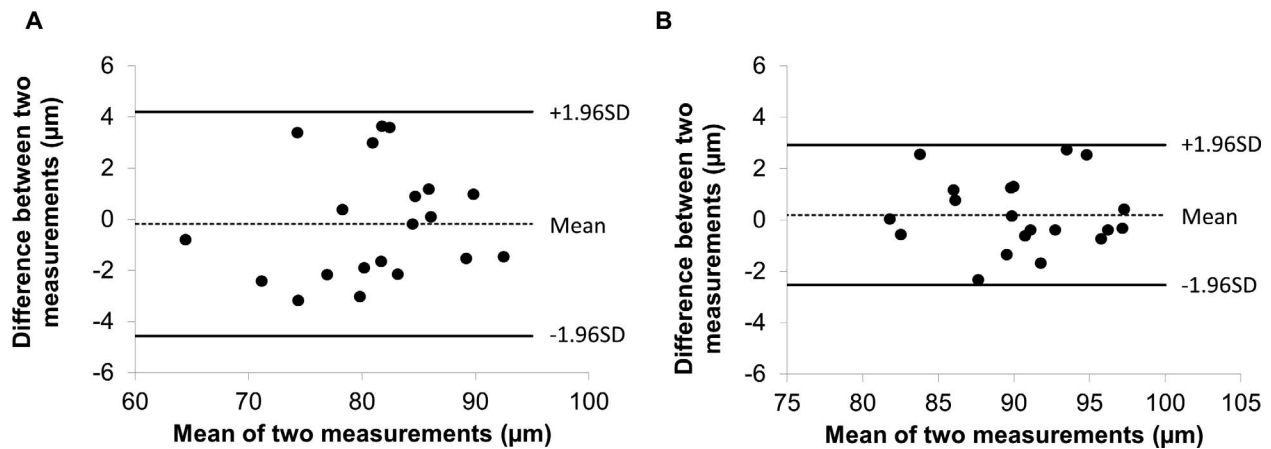 A
Difference between two
measurements (µm)
6
4
2
0
-2
-4
-6
+1.96SD
Mean
-1.96SD
60
70
80
90
100
Mean of two measurements (µm)
B
Difference between two
measurements (µm)
6
4
2
0
-2
-4
-6
+1.96SD
Mean
-1.96SD
75
80
85
90
95
100
105
Mean of two measurements (µm)